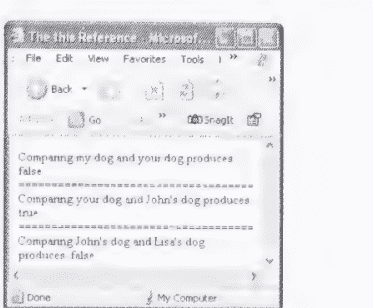 The this Reference - Microsof...
File Edit View Favorites Tools »
Back »
Go » SnagIt
Comparing my dog and your dog produces
false
==============================
Comparing your dog and John's dog produces
true
==============================
Comparing John's dog and Lisa's dog
produces false
Done My Computer